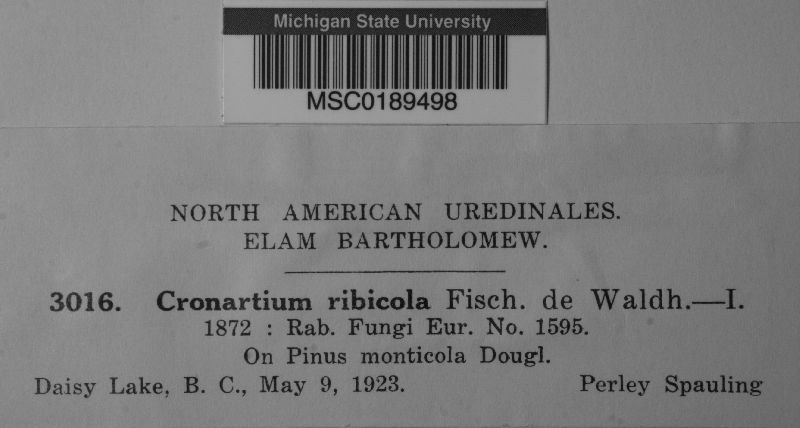 Michigan State University
MSC0189498
NORTH AMERICAN UREDINALES.
ELAM BARTHOLOMEW.
3016. Cronartium ribicola Fisch. de Waldh.—I.
1872 : Rab. Fungi Eur. No. 1595.
On Pinus monticola Dougl.
Daisy Lake, B. C., May 9, 1923. Perley Spauling